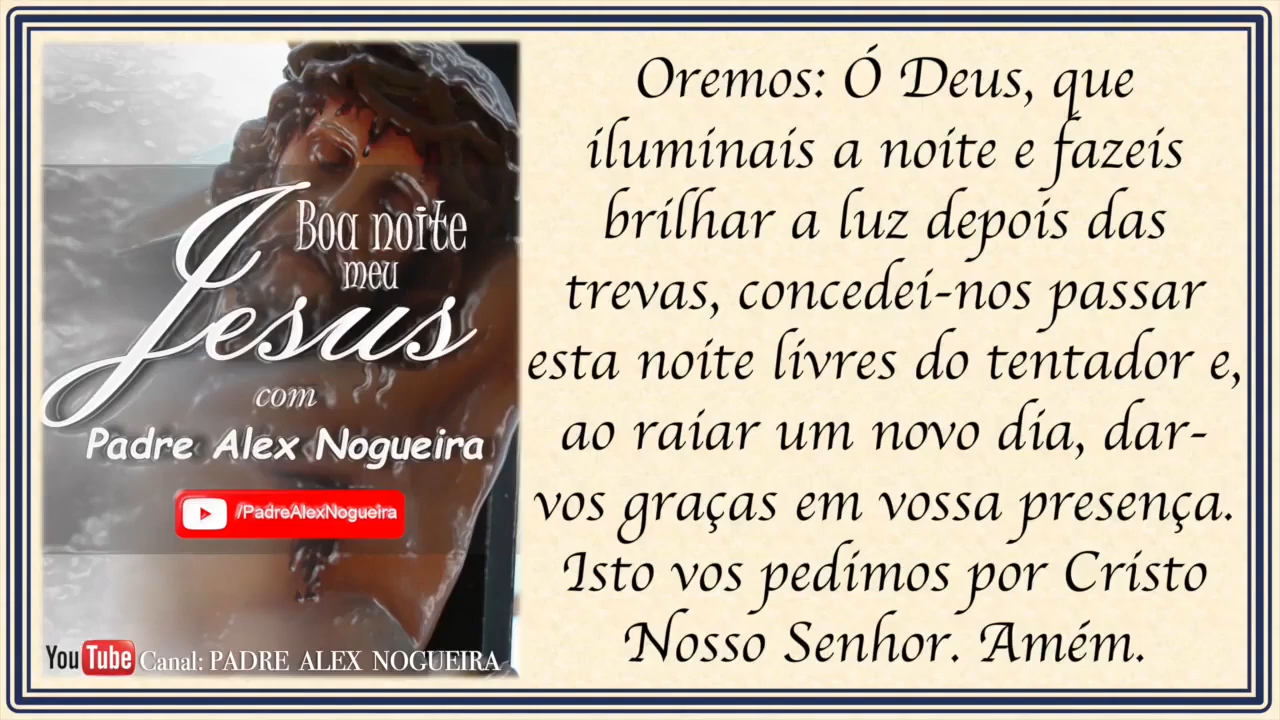 Boa noite
meu
Jesus
com
Padre Alex Nogueira
/PadreAlexNogueira
YouTube Canal: PADRE ALEX NOGUEIRA
Oremos: Ó Deus, que
iluminais a noite e fazeis
brilhar a luz depois das
trevas, concedei-nos passar
esta noite livres do tentador e,
ao raiar um novo dia, dar-
vos graças em vossa presença.
Isto vos pedimos por Cristo
Nosso Senhor. Amém.